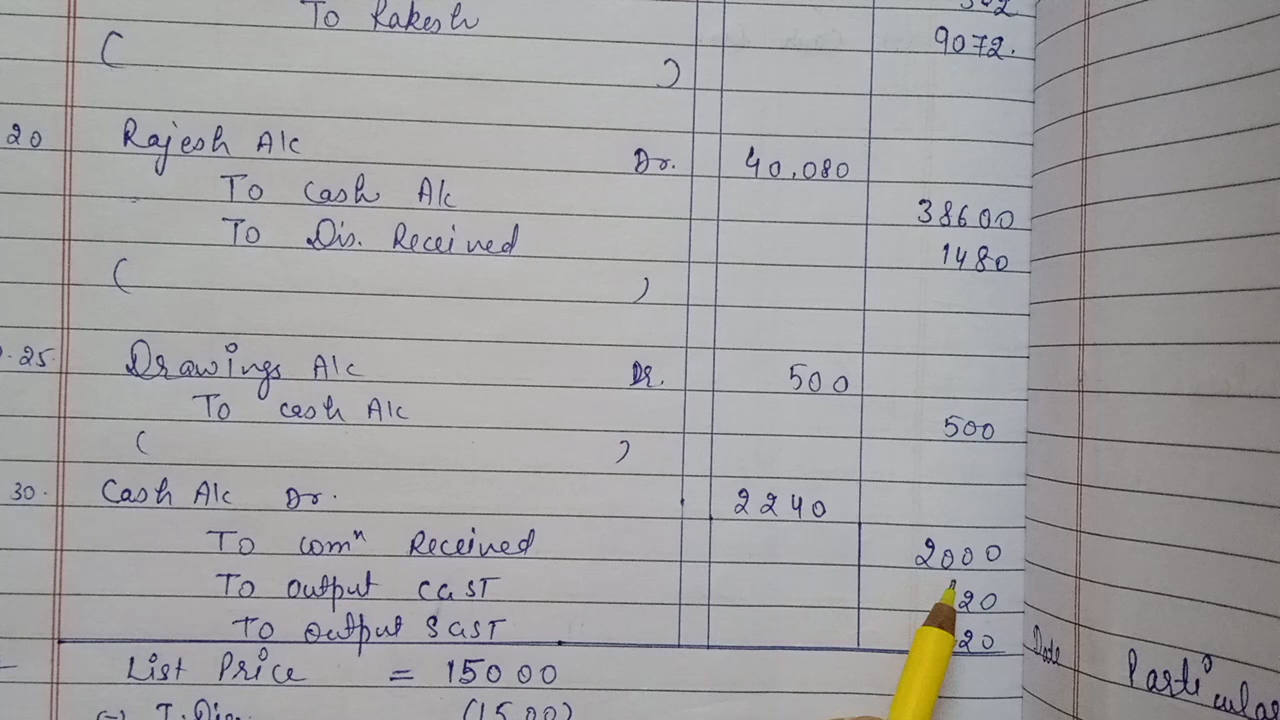 To Rakesh
9072.
( )
20 Rajesh A/c Dr. 40,080
To cash A/c 38600
To Dis. Received 1480
( )
25. Drawings A/c Dr. 500
To cash A/c 500
( )
30. Cash A/c Dr. 2240
To comⁿ Received 2000
To output CGST 20
To output SGST 20
List Price = 15000
(-) T. Dis. (1500)
Date Particulars